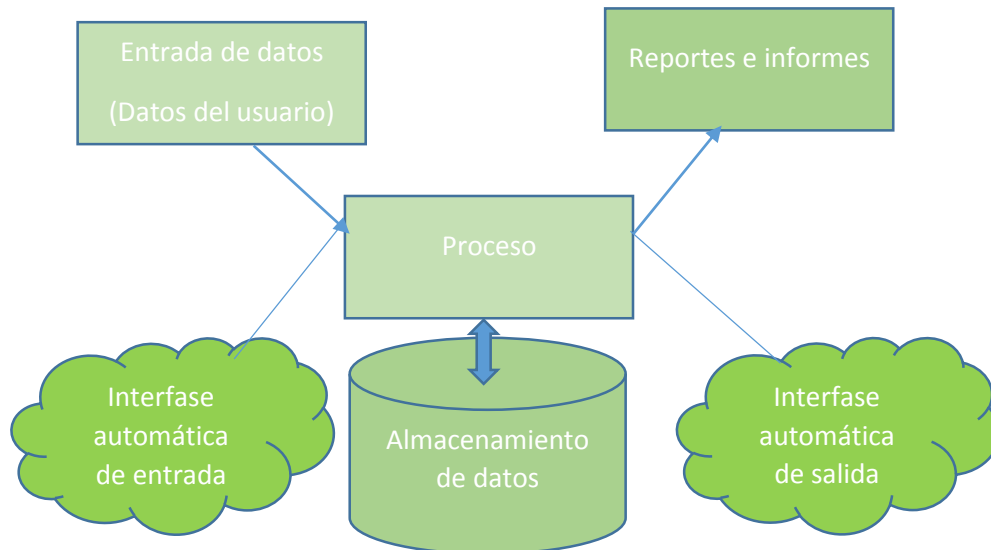 Entrada de datos
(Datos del usuario)
Reportes e informes
Proceso
Interfase
automática
de entrada
Almacenamiento
de datos
Interfase
automática
de salida